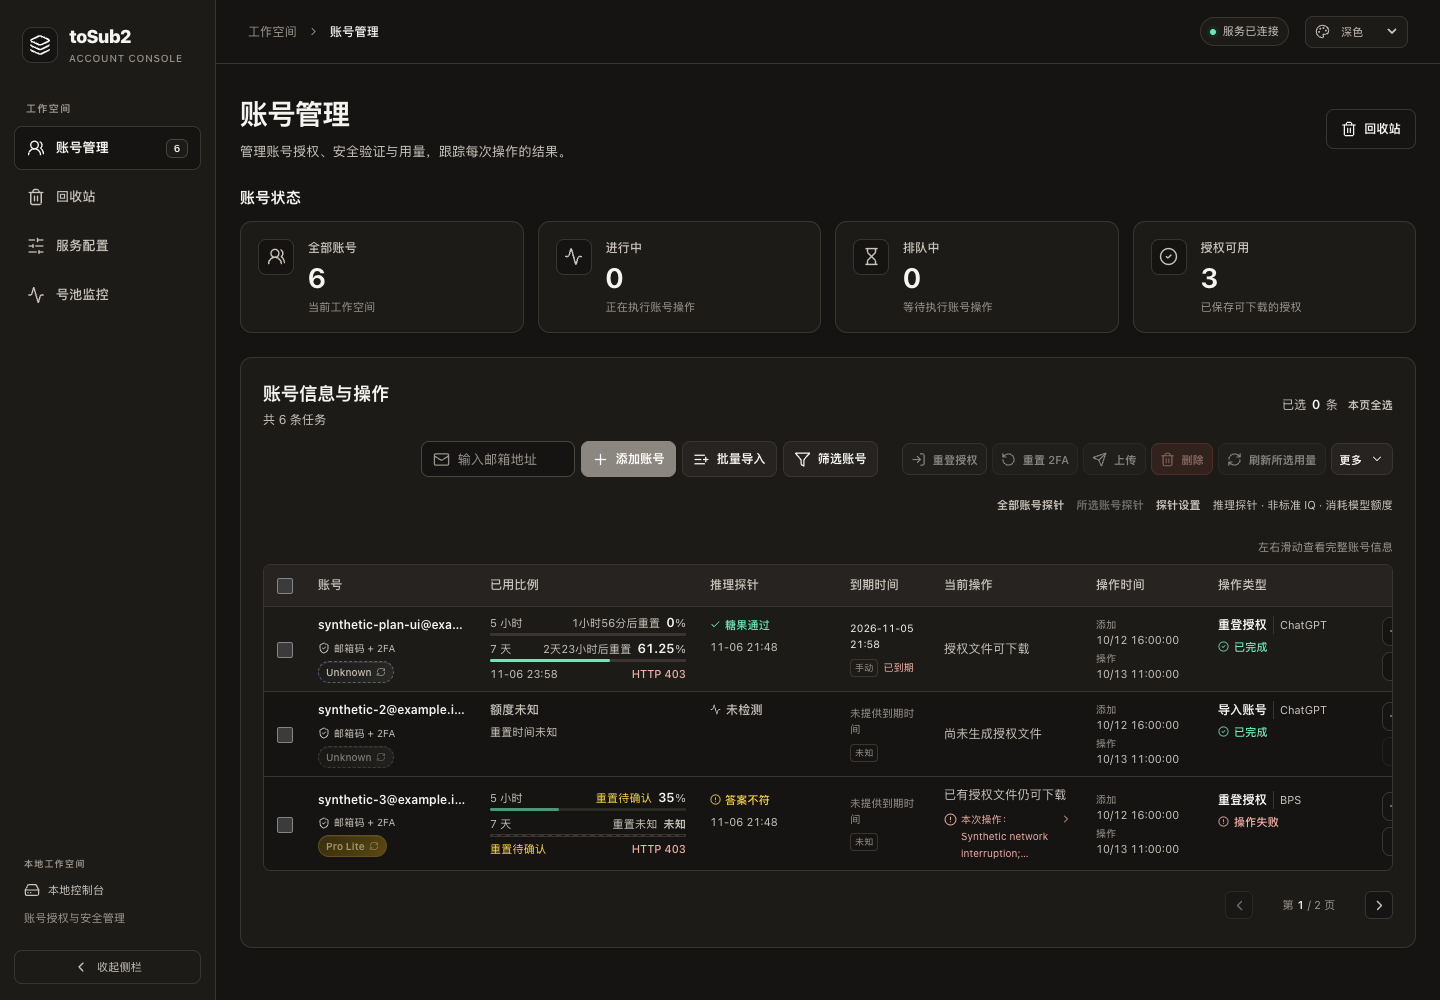 toSub2
ACCOUNT CONSOLE
工作空间
账号管理 6
回收站
服务配置
号池监控
本地工作空间
本地控制台
账号授权与安全管理
收起侧栏
工作空间 账号管理
服务已连接
深色
账号管理
管理账号授权、安全验证与用量，跟踪每次操作的结果。
回收站
账号状态
全部账号
6
当前工作空间
进行中
0
正在执行账号操作
排队中
0
等待执行账号操作
授权可用
3
已保存可下载的授权
账号信息与操作
共 6 条任务
已选 0 条 本页全选
输入邮箱地址 添加账号 批量导入 筛选账号 重登授权 重置 2FA 上传 删除 刷新所选用量 更多
全部账号探针 所选账号探针 探针设置 推理探针 · 非标准 IQ · 消耗模型额度
左右滑动查看完整账号信息
账号 已用比例 推理探针 到期时间 当前操作 操作时间 操作类型
synthetic-plan-ui@exa...
邮箱码 + 2FA
Unknown
5 小时 1小时56分后重置 0%
7 天 2天23小时后重置 61.25%
11-06 23:58 HTTP 403
糖果通过
11-06 21:48
2026-11-05
21:58
手动 已到期
授权文件可下载
添加
10/12 16:00:00
操作
10/13 11:00:00
重登授权 ChatGPT
已完成
synthetic-2@example.i...
邮箱码 + 2FA
Unknown
额度未知
重置时间未知
未检测
未提供到期时
间
未知
尚未生成授权文件
添加
10/12 16:00:00
操作
10/13 11:00:00
导入账号 ChatGPT
已完成
synthetic-3@example.i...
邮箱码 + 2FA
Pro Lite
5 小时 重置待确认 35%
7 天 重置未知 未知
重置待确认 HTTP 403
答案不符
11-06 21:48
未提供到期时
间
未知
已有授权文件仍可下载
本次操作：
Synthetic network
interruption;...
添加
10/12 16:00:00
操作
10/13 11:00:00
重登授权 BPS
操作失败
第 1 / 2 页